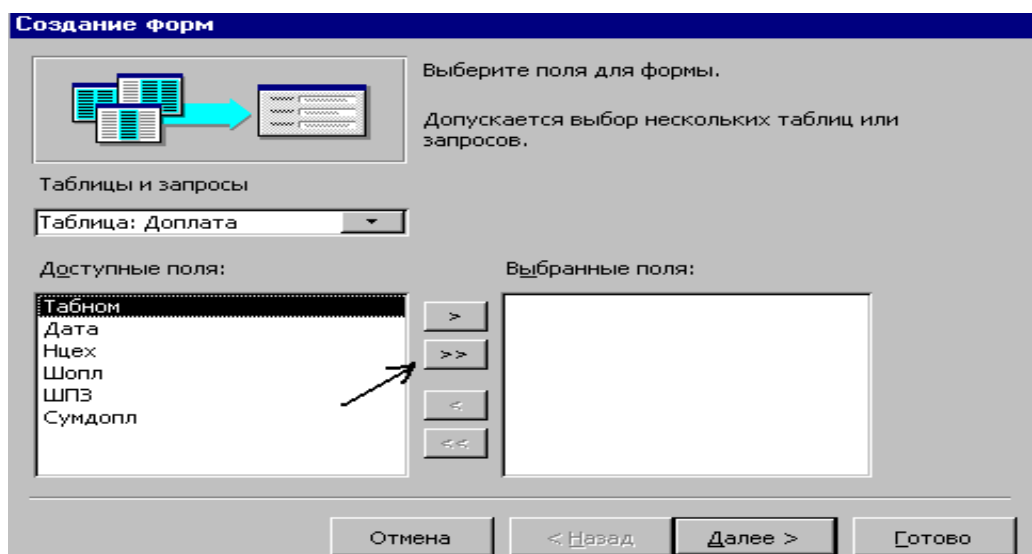 Создание форм
Выберите поля для формы.
Допускается выбор нескольких таблиц или
запросов.
Таблицы и запросы
Таблица: Доплата
Доступные поля:
Выбранные поля:
Табном
Дата
Нцех
Шопл
ШПЗ
Сумдопл
>
>>
<
<<
Отмена
< Назад
Далее >
Готово